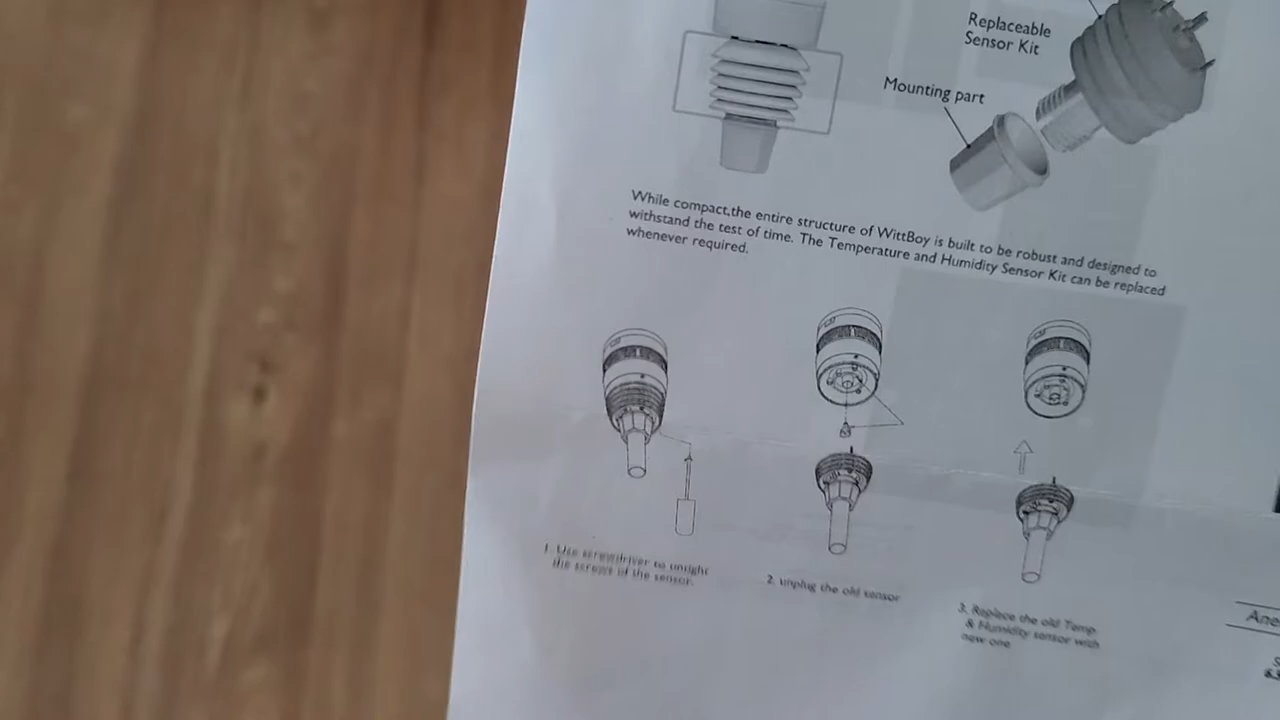 Replaceable
Sensor Kit
Mounting part
While compact,the entire structure of WittBoy is built to be robust and designed to
withstand the test of time. The Temperature and Humidity Sensor Kit can be replaced
whenever required.
1. Use screwdriver to untight
the screws of the sensor.
2. unplug the old sensor
3. Replace the old Temp
& Humidity sensor with
new one
Ane